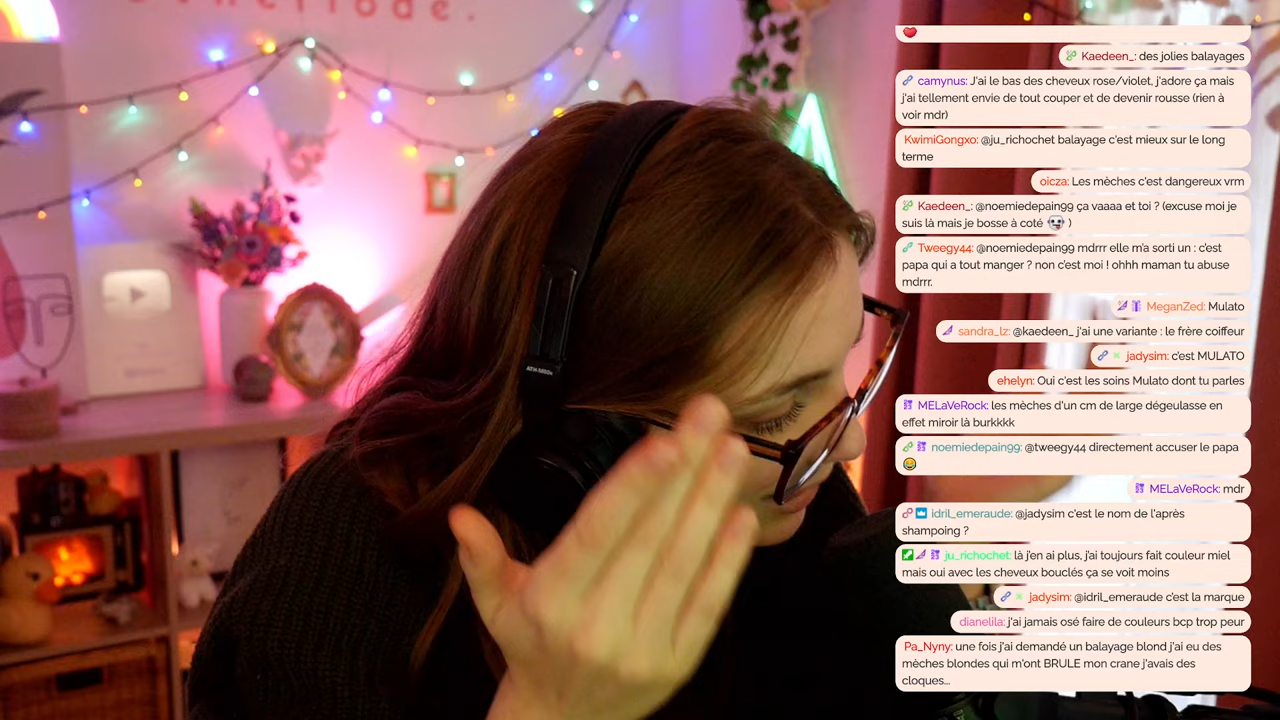 Kaedeen_: des jolies balayages
camynus: J'ai le bas des cheveux rose/violet, j'adore ça mais
j'ai tellement envie de tout couper et de devenir rousse (rien à
voir mdr)
KwimiGongxo: @ju_richochet balayage c'est mieux sur le long
terme
oicza: Les mèches c'est dangereux vrm
Kaedeen_: @noemiedepain99 ça vaaaa et toi ? (excuse moi je
suis là mais je bosse à coté )
Tweegy44: @noemiedepain99 mdrrr elle m'a sorti un : c'est
papa qui a tout manger ? non c'est moi ! ohhh maman tu abuse
mdrrr.
MeganZed: Mulato
sandra_lz: @kaedeen_ j'ai une variante : le frère coiffeur
jadysim: c'est MULATO
ehelyn: Oui c'est les soins Mulato dont tu parles
MELaVeRock: les mèches d'un cm de large dégeulasse en
effet miroir là burkkkk
noemiedepain99: @tweegy44 directement accuser le papa
😂
MELaVeRock: mdr
idril_emeraude: @jadysim c'est le nom de l'après
shampoing ?
ju_richochet: là j'en ai plus, j'ai toujours fait couleur miel
mais oui avec les cheveux bouclés ça se voit moins
jadysim: @idril_emeraude c'est la marque
dianelila: j'ai jamais osé faire de couleurs bcp trop peur
Pa_Nyny: une fois j'ai demandé un balayage blond j'ai eu des
mèches blondes qui m'ont BRULE mon crane j'avais des
cloques...